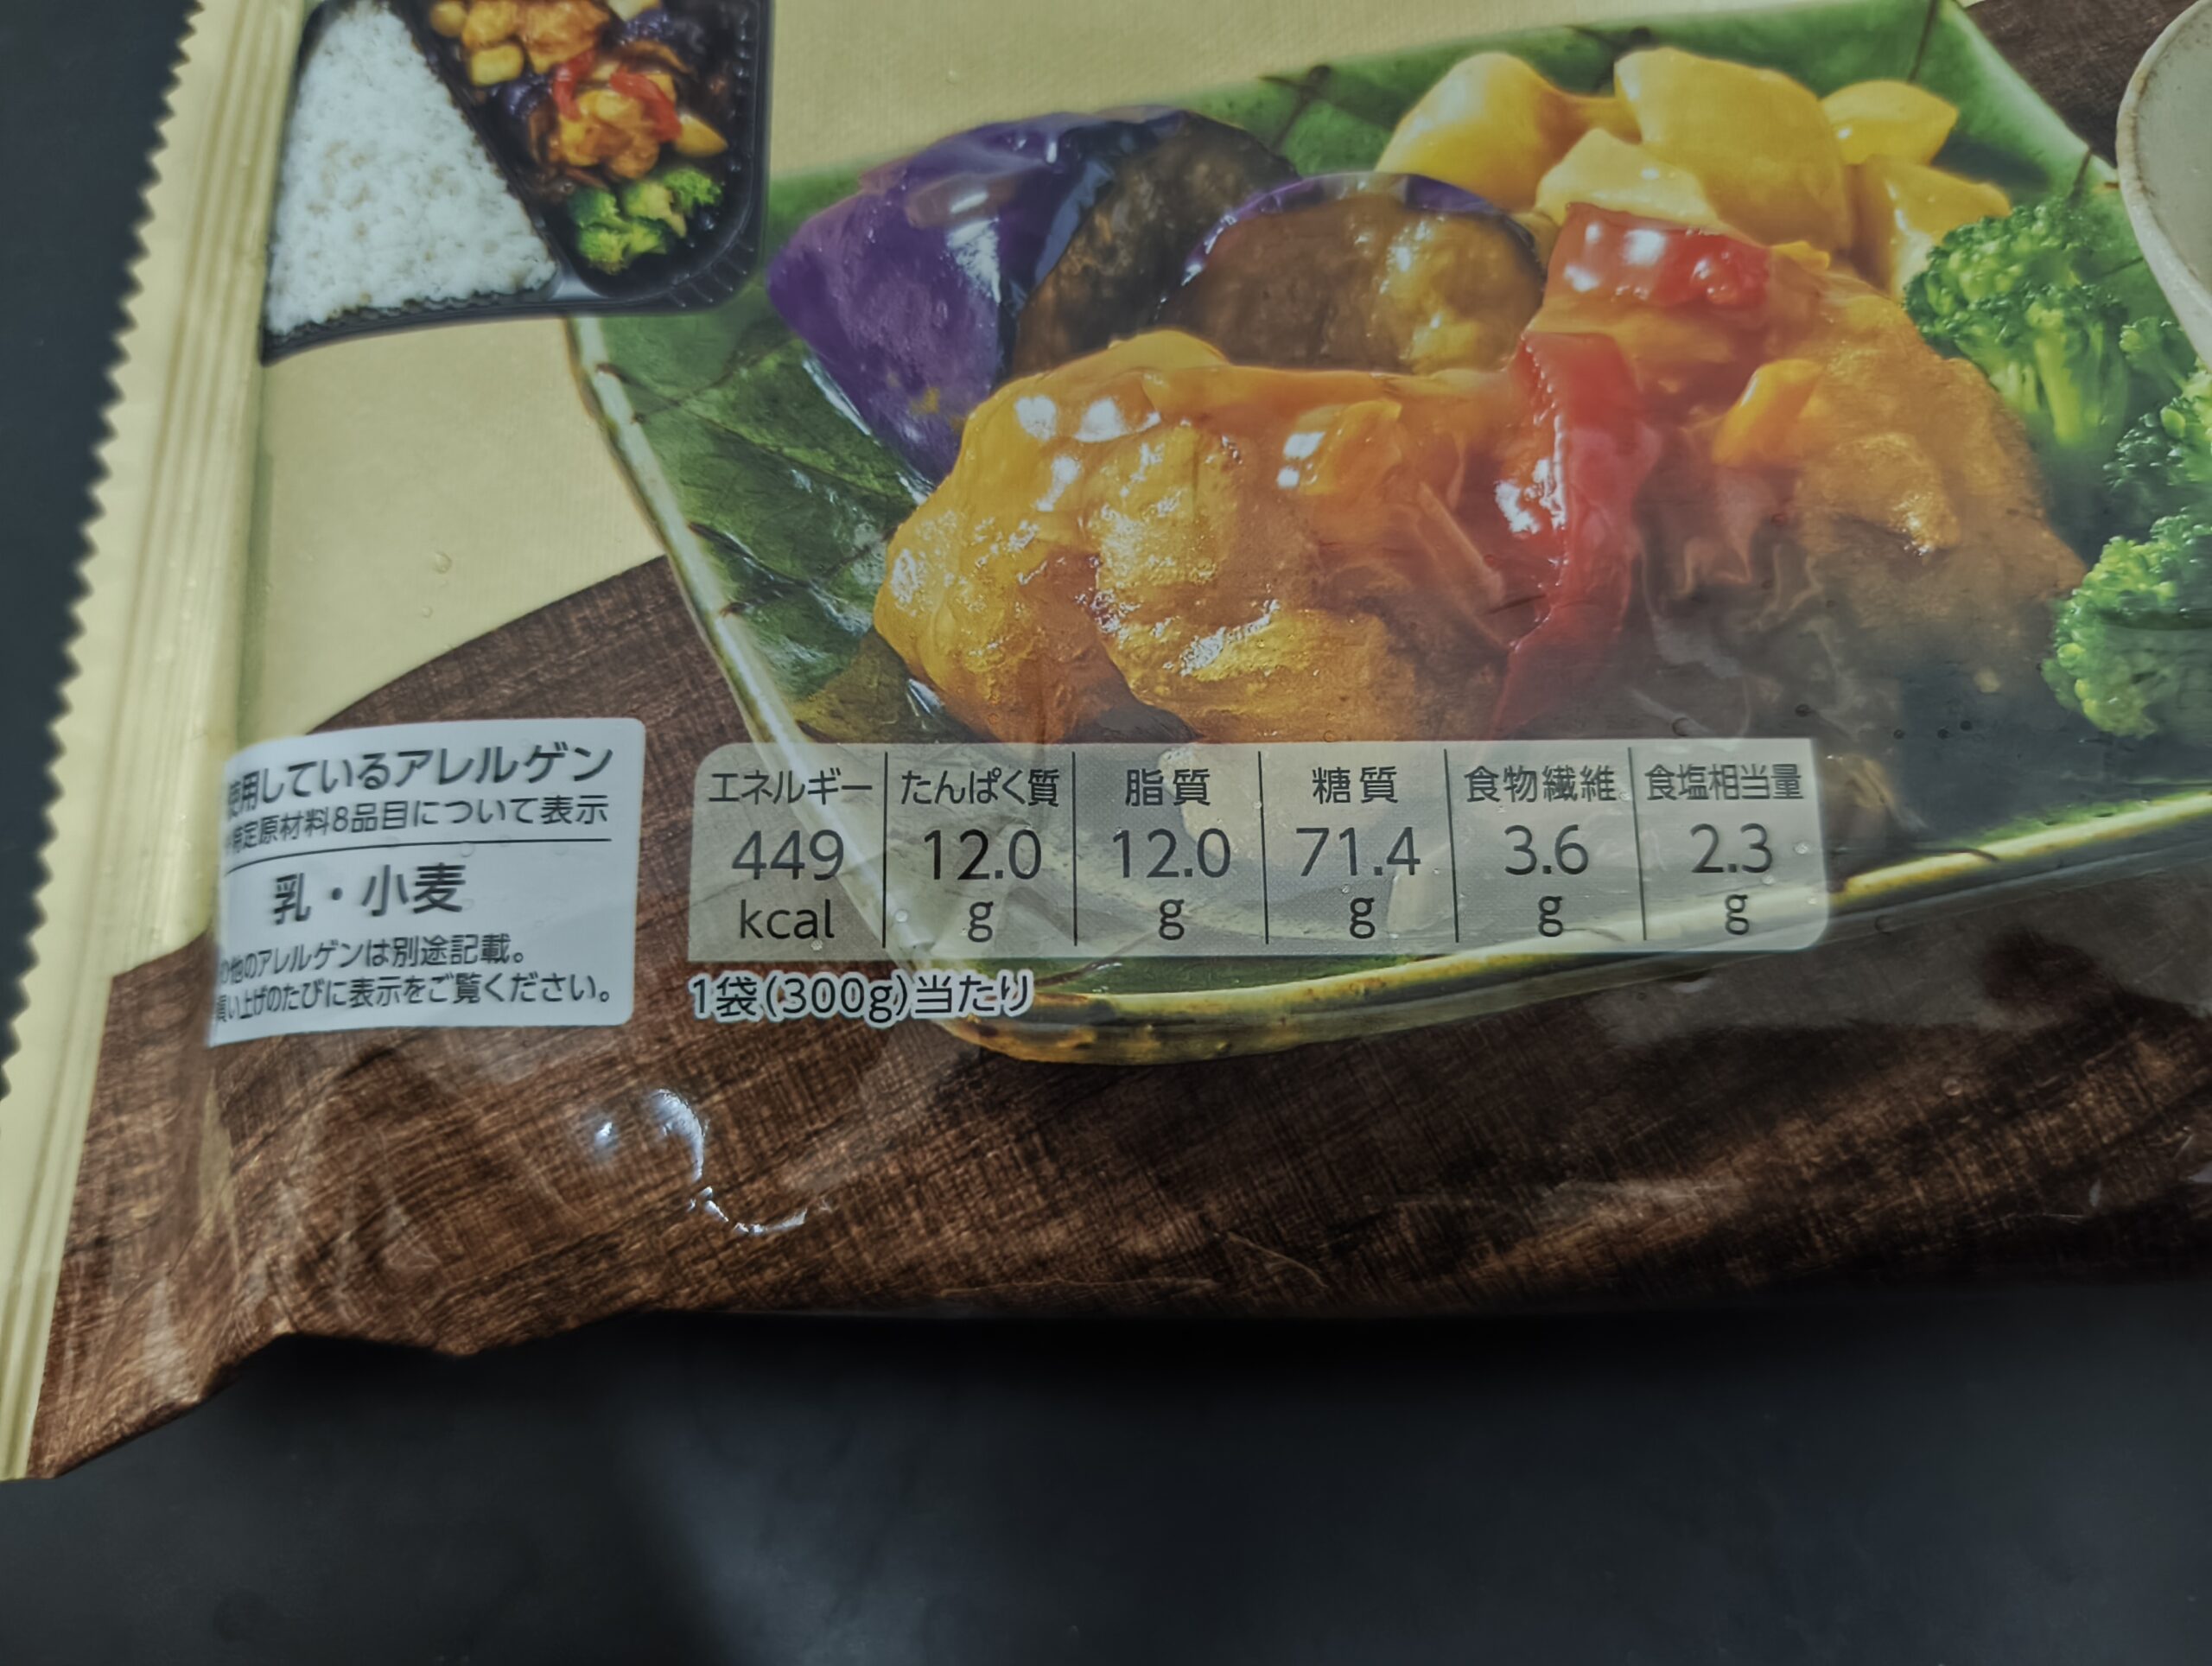 使用しているアレルゲン
特定原材料8品目について表示
乳・小麦
の他のアレルゲンは別途記載。
買い上げのたびに表示をご覧ください。
エネルギー たんぱく質 脂質 糖質 食物繊維 食塩相当量
449 12.0 12.0 71.4 3.6 2.3
kcal g g g g g
1袋(300g)当たり